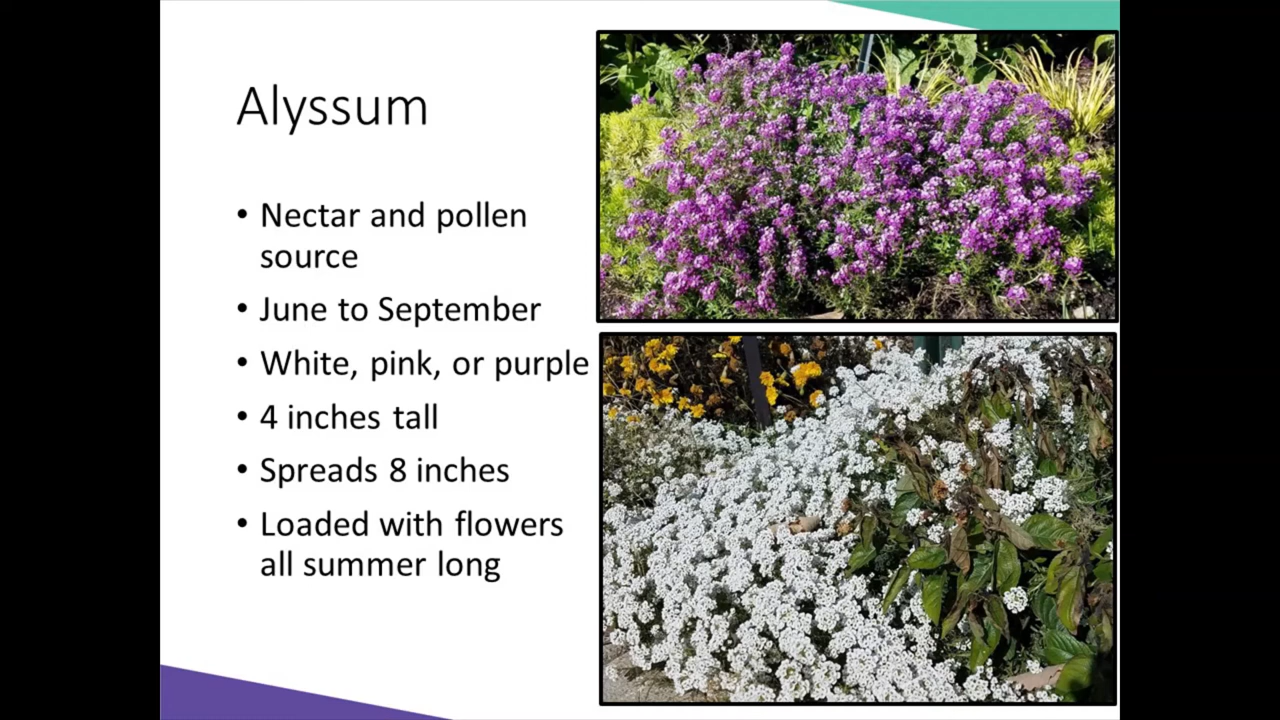 Alyssum
• Nectar and pollen
source
• June to September
• White, pink, or purple
• 4 inches tall
• Spreads 8 inches
• Loaded with flowers
all summer long